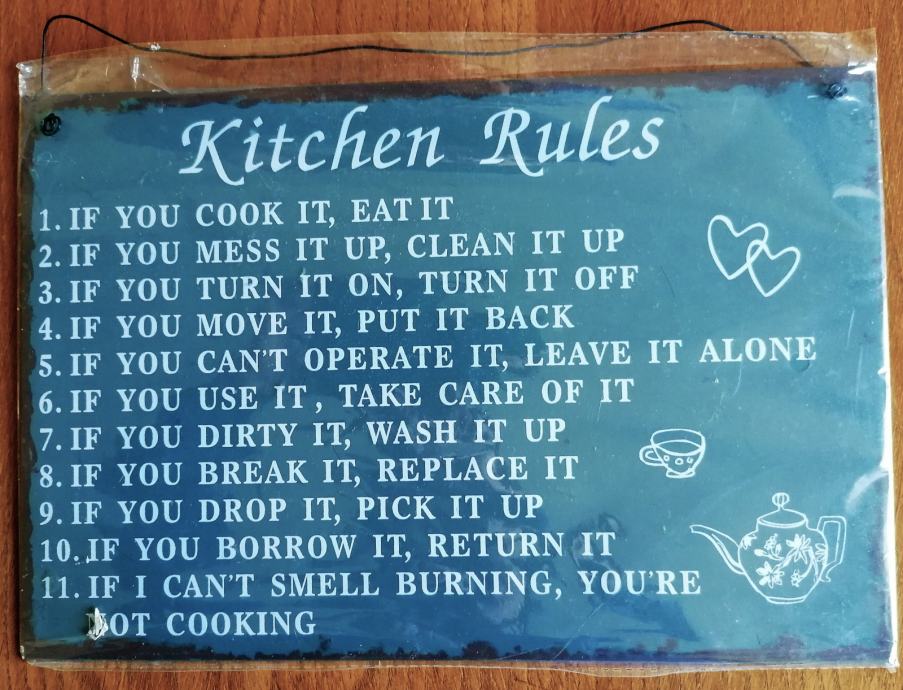 Kitchen Rules
1. IF YOU COOK IT, EAT IT
2. IF YOU MESS IT UP, CLEAN IT UP
3. IF YOU TURN IT ON, TURN IT OFF
4. IF YOU MOVE IT, PUT IT BACK
5. IF YOU CAN'T OPERATE IT, LEAVE IT ALONE
6. IF YOU USE IT, TAKE CARE OF IT
7. IF YOU DIRTY IT, WASH IT UP
8. IF YOU BREAK IT, REPLACE IT
9. IF YOU DROP IT, PICK IT UP
10. IF YOU BORROW IT, RETURN IT
11. IF I CAN'T SMELL BURNING, YOU'RE
NOT COOKING